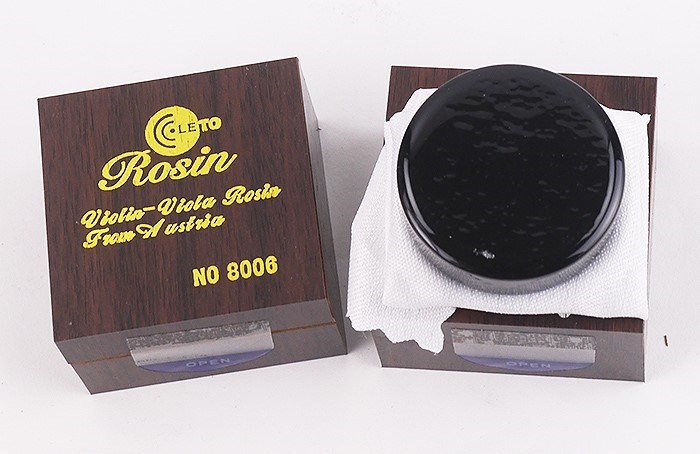 LETO
Rosin
Violin-Viola Rosin
From Austria
NO 8006
OPEN
OPEN